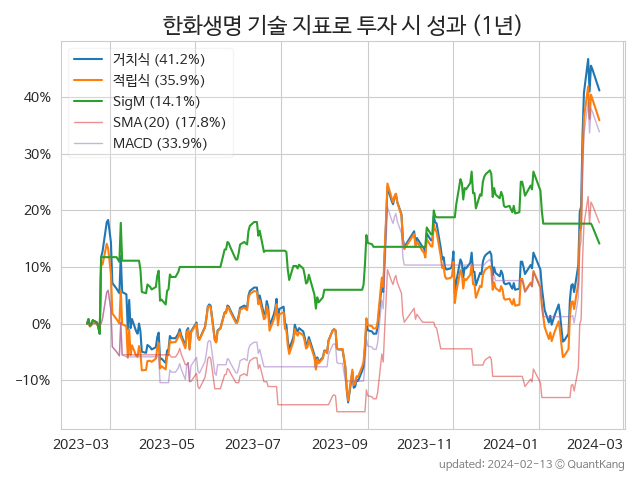 한화생명 기술 지표로 투자 시 성과 (1년)
거치식 (41.2%)
적립식 (35.9%)
SigM (14.1%)
SMA(20) (17.8%)
MACD (33.9%)
40%
30%
20%
10%
0%
−10%
2023-03 2023-05 2023-07 2023-09 2023-11 2024-01 2024-03
updated: 2024-02-13 © QuantKang